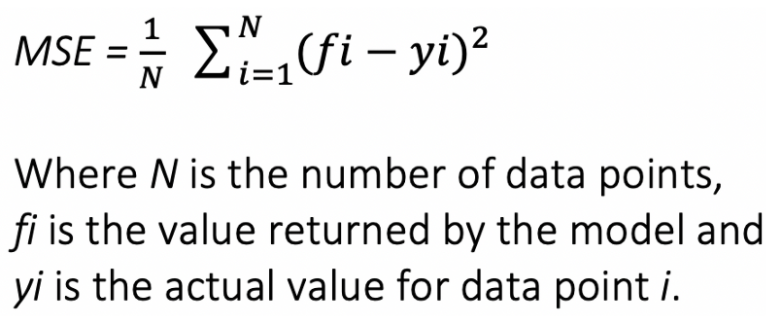 MSE = 1/N ∑_{i=1}^{N} (fi – yi)²
Where N is the number of data points,
fi is the value returned by the model and
yi is the actual value for data point i.